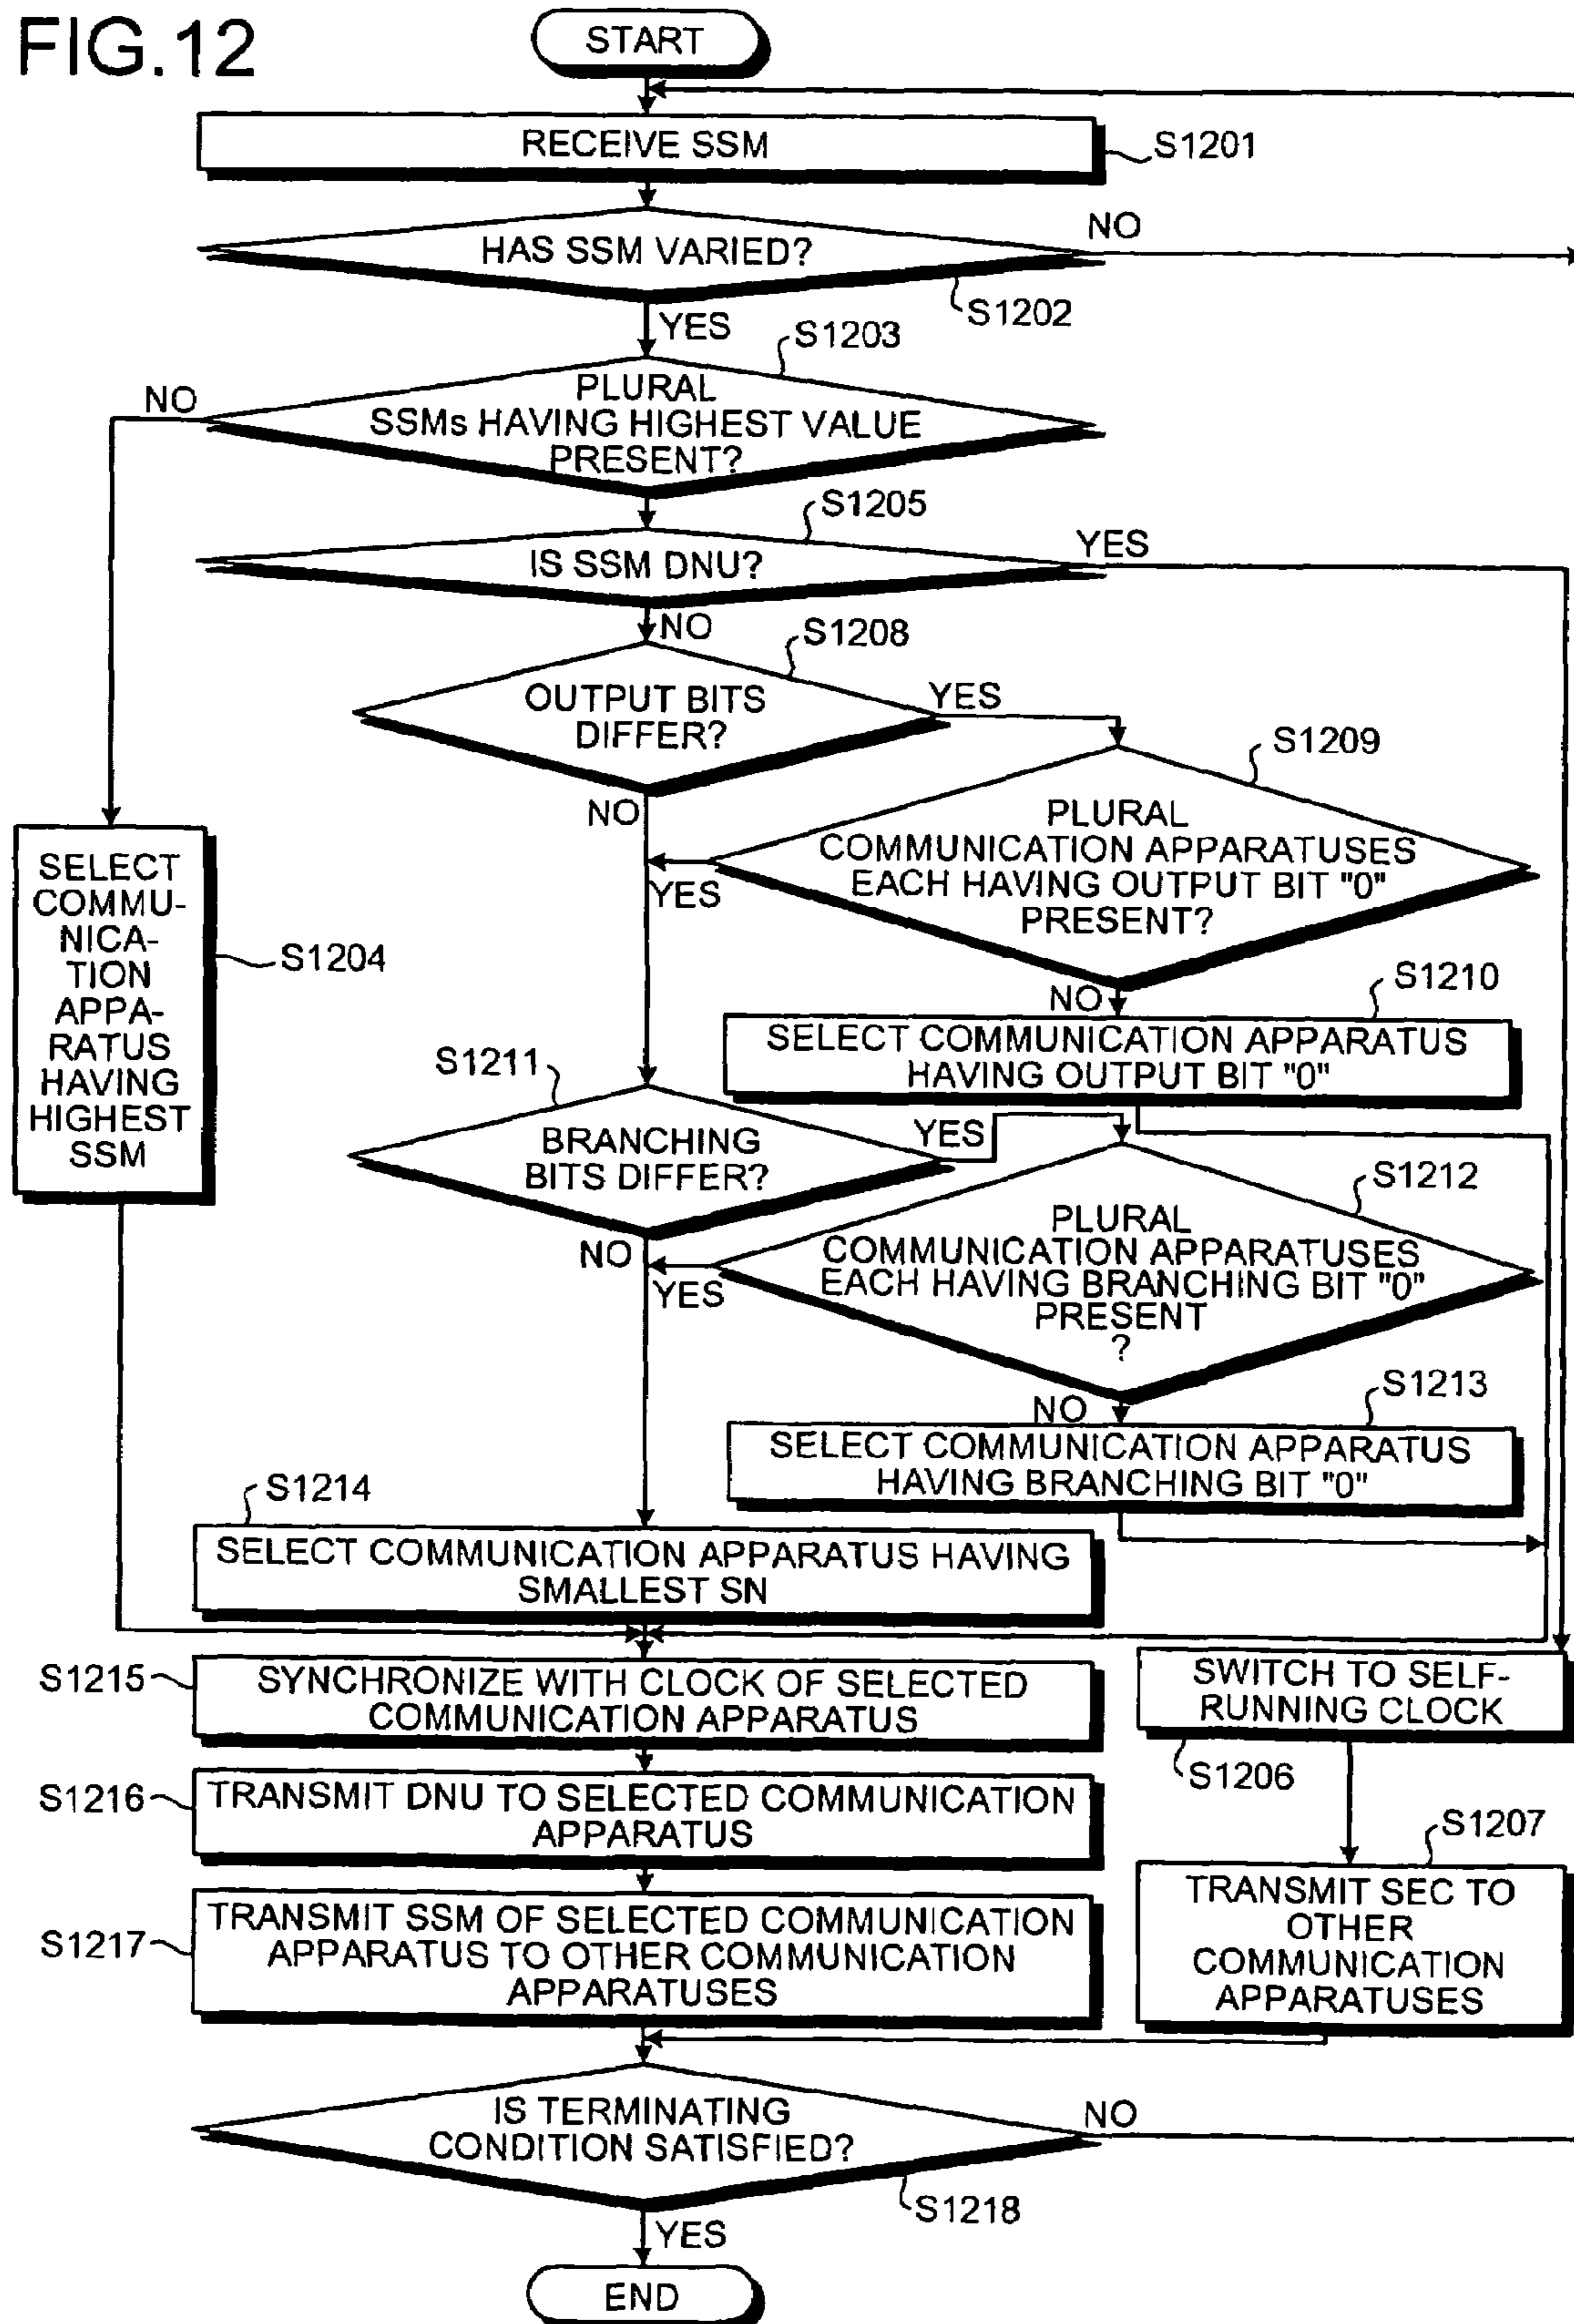 FIG.12
START
RECEIVE SSM
S1201
HAS SSM VARIED?
NO
S1202
YES
S1203
PLURAL
SSMs HAVING HIGHEST VALUE
PRESENT?
NO
S1205
IS SSM DNU?
YES
NO
S1208
OUTPUT BITS
DIFFER?
YES
NO
S1209
PLURAL
COMMUNICATION APPARATUSES
EACH HAVING OUTPUT BIT "0"
PRESENT?
YES
NO
SELECT
COMMU-
NICA-
TION
APPA-
RATUS
HAVING
HIGHEST
SSM
S1204
S1210
SELECT COMMUNICATION APPARATUS
HAVING OUTPUT BIT "0"
S1211
BRANCHING
BITS DIFFER?
YES
NO
S1212
PLURAL
COMMUNICATION APPARATUSES
EACH HAVING BRANCHING BIT "0"
PRESENT
?
YES
NO
S1213
SELECT COMMUNICATION APPARATUS
HAVING BRANCHING BIT "0"
S1214
SELECT COMMUNICATION APPARATUS HAVING
SMALLEST SN
S1215
SYNCHRONIZE WITH CLOCK OF SELECTED
COMMUNICATION APPARATUS
SWITCH TO SELF-
RUNNING CLOCK
S1206
S1216
TRANSMIT DNU TO SELECTED COMMUNICATION
APPARATUS
S1207
TRANSMIT SEC TO
OTHER
COMMUNICATION
APPARATUSES
S1217
TRANSMIT SSM OF SELECTED COMMUNICATION
APPARATUS TO OTHER COMMUNICATION
APPARATUSES
IS TERMINATING
CONDITION SATISFIED?
NO
S1218
YES
END